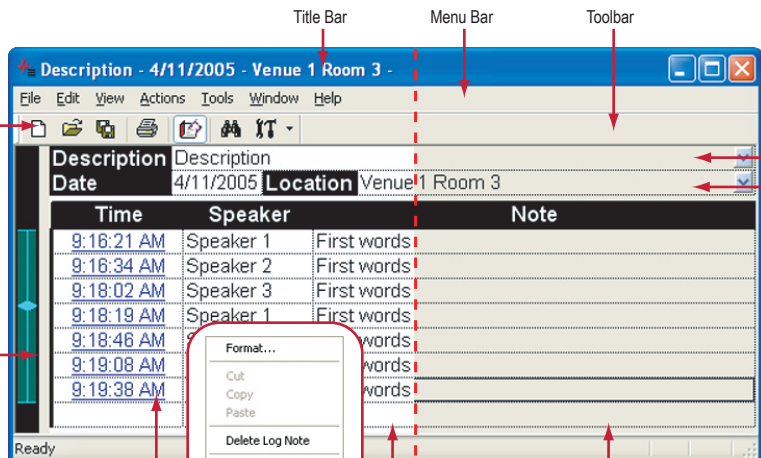 Title Bar Menu Bar Toolbar
Description - 4/11/2005 - Venue 1 Room 3 -
File Edit View Actions Tools Window Help
Description Description
Date 4/11/2005 Location Venue 1 Room 3
Time Speaker Note
9:16:21 AM Speaker 1 First words
9:16:34 AM Speaker 2 First words
9:18:02 AM Speaker 3 First words
9:18:19 AM Speaker 1 First words
9:18:46 AM words
9:19:08 AM words
9:19:38 AM words
Format...
Cut
Copy
Paste
Delete Log Note
Ready